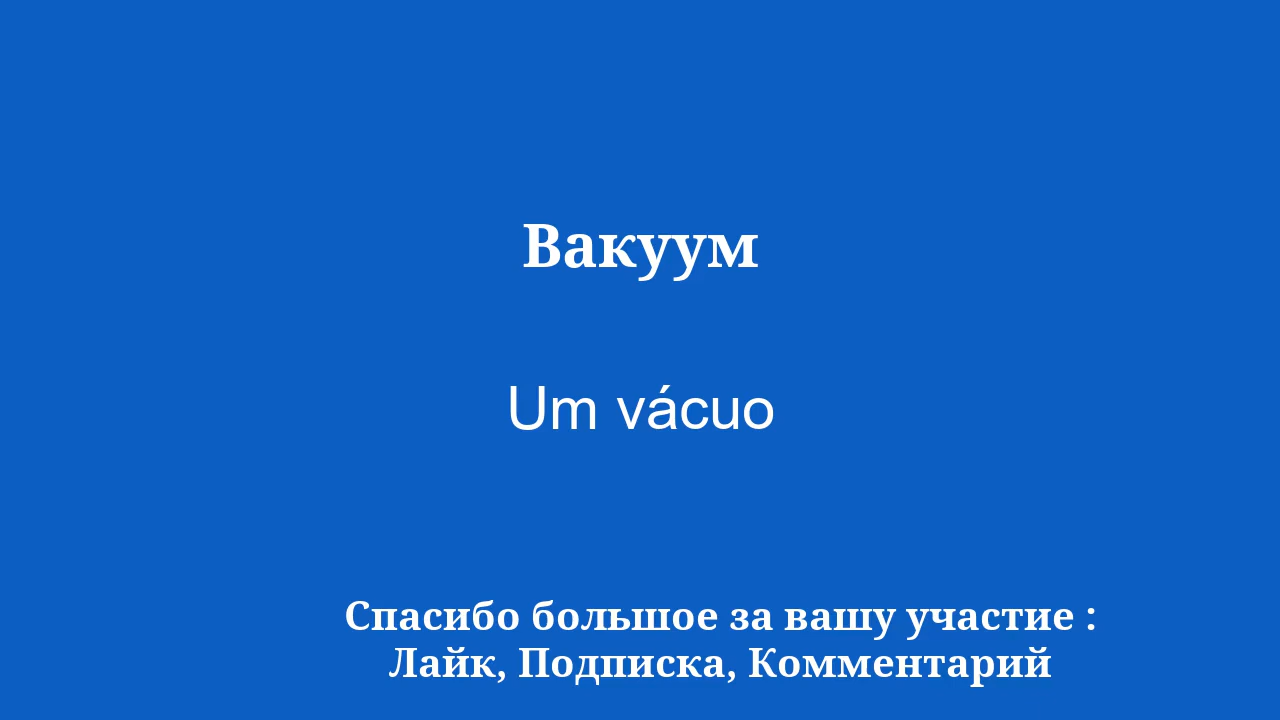 Вакуум
Um vácuo
Спасибо большое за вашу участие :
Лайк, Подписка, Комментарий